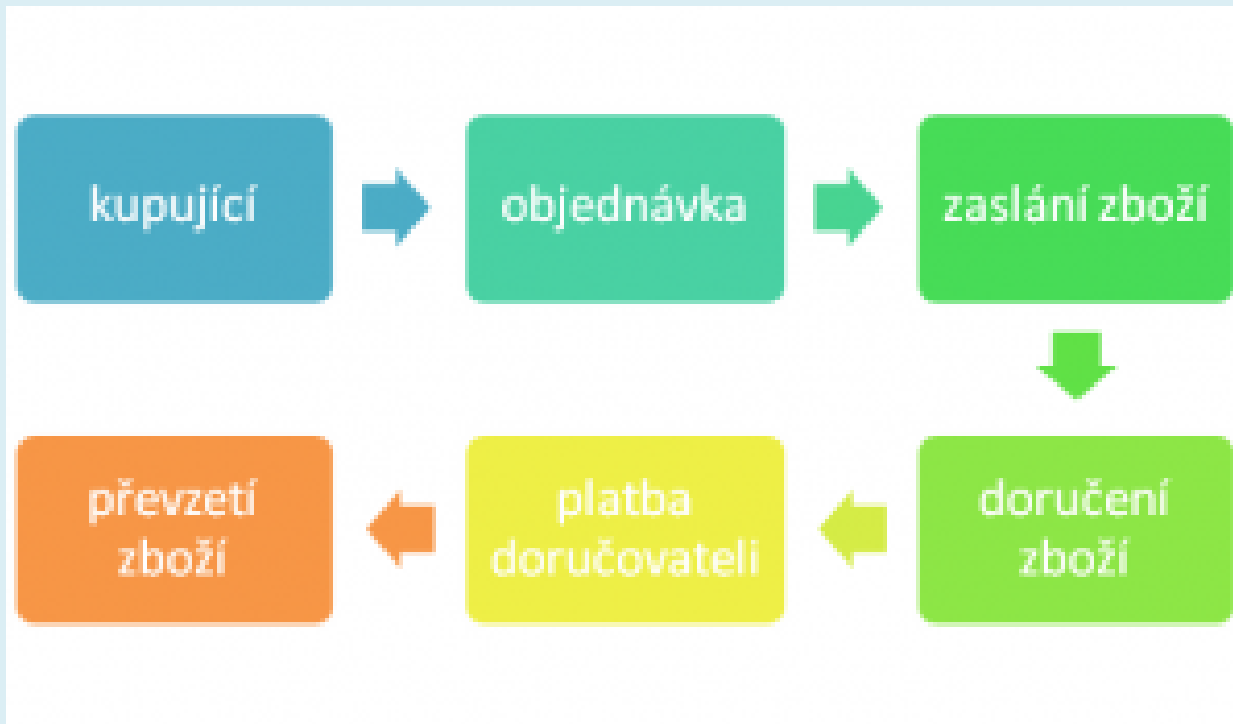 kupující
objednávka
zaslání zboží
doručení
zboží
platba
doručovateli
převzetí
zboží